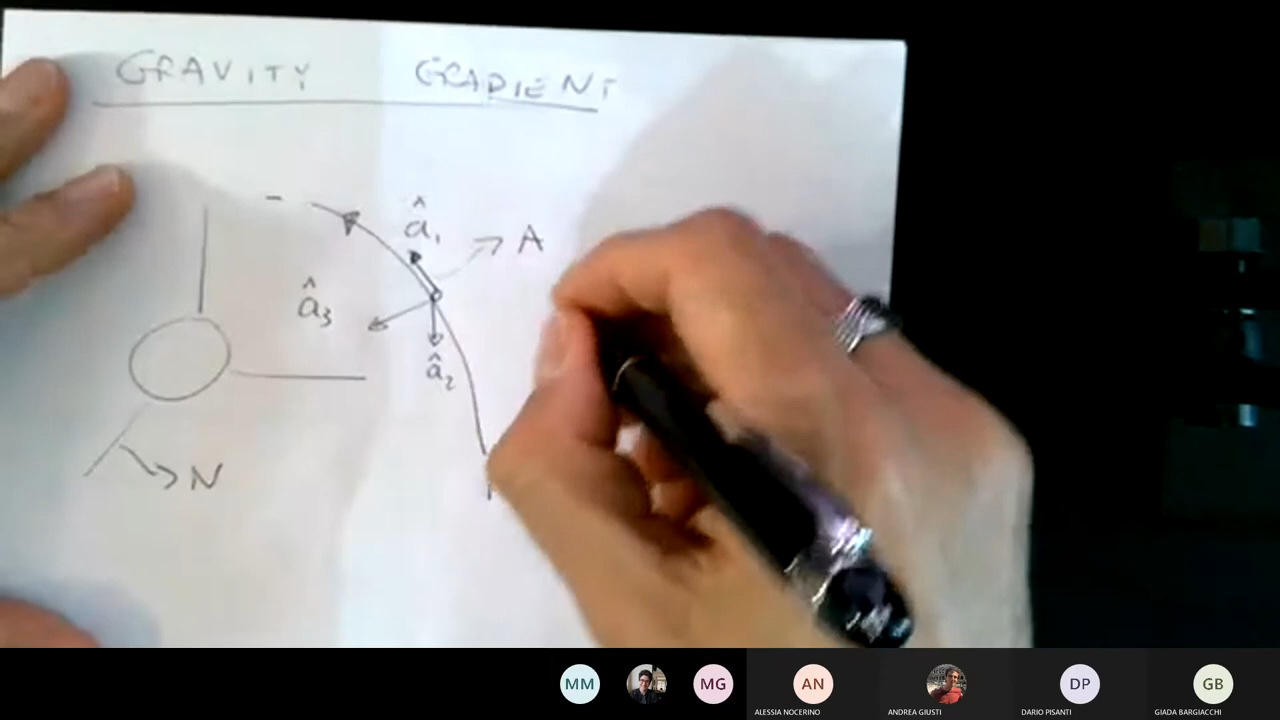 GRAVITY GRADIENT
â₁
A
â₃
â₂
N
MM MG AN DP GB
ALESSIA NOCERINO ANDREA GIUSTI DARIO PISANTI GIADA BARGIACCHI